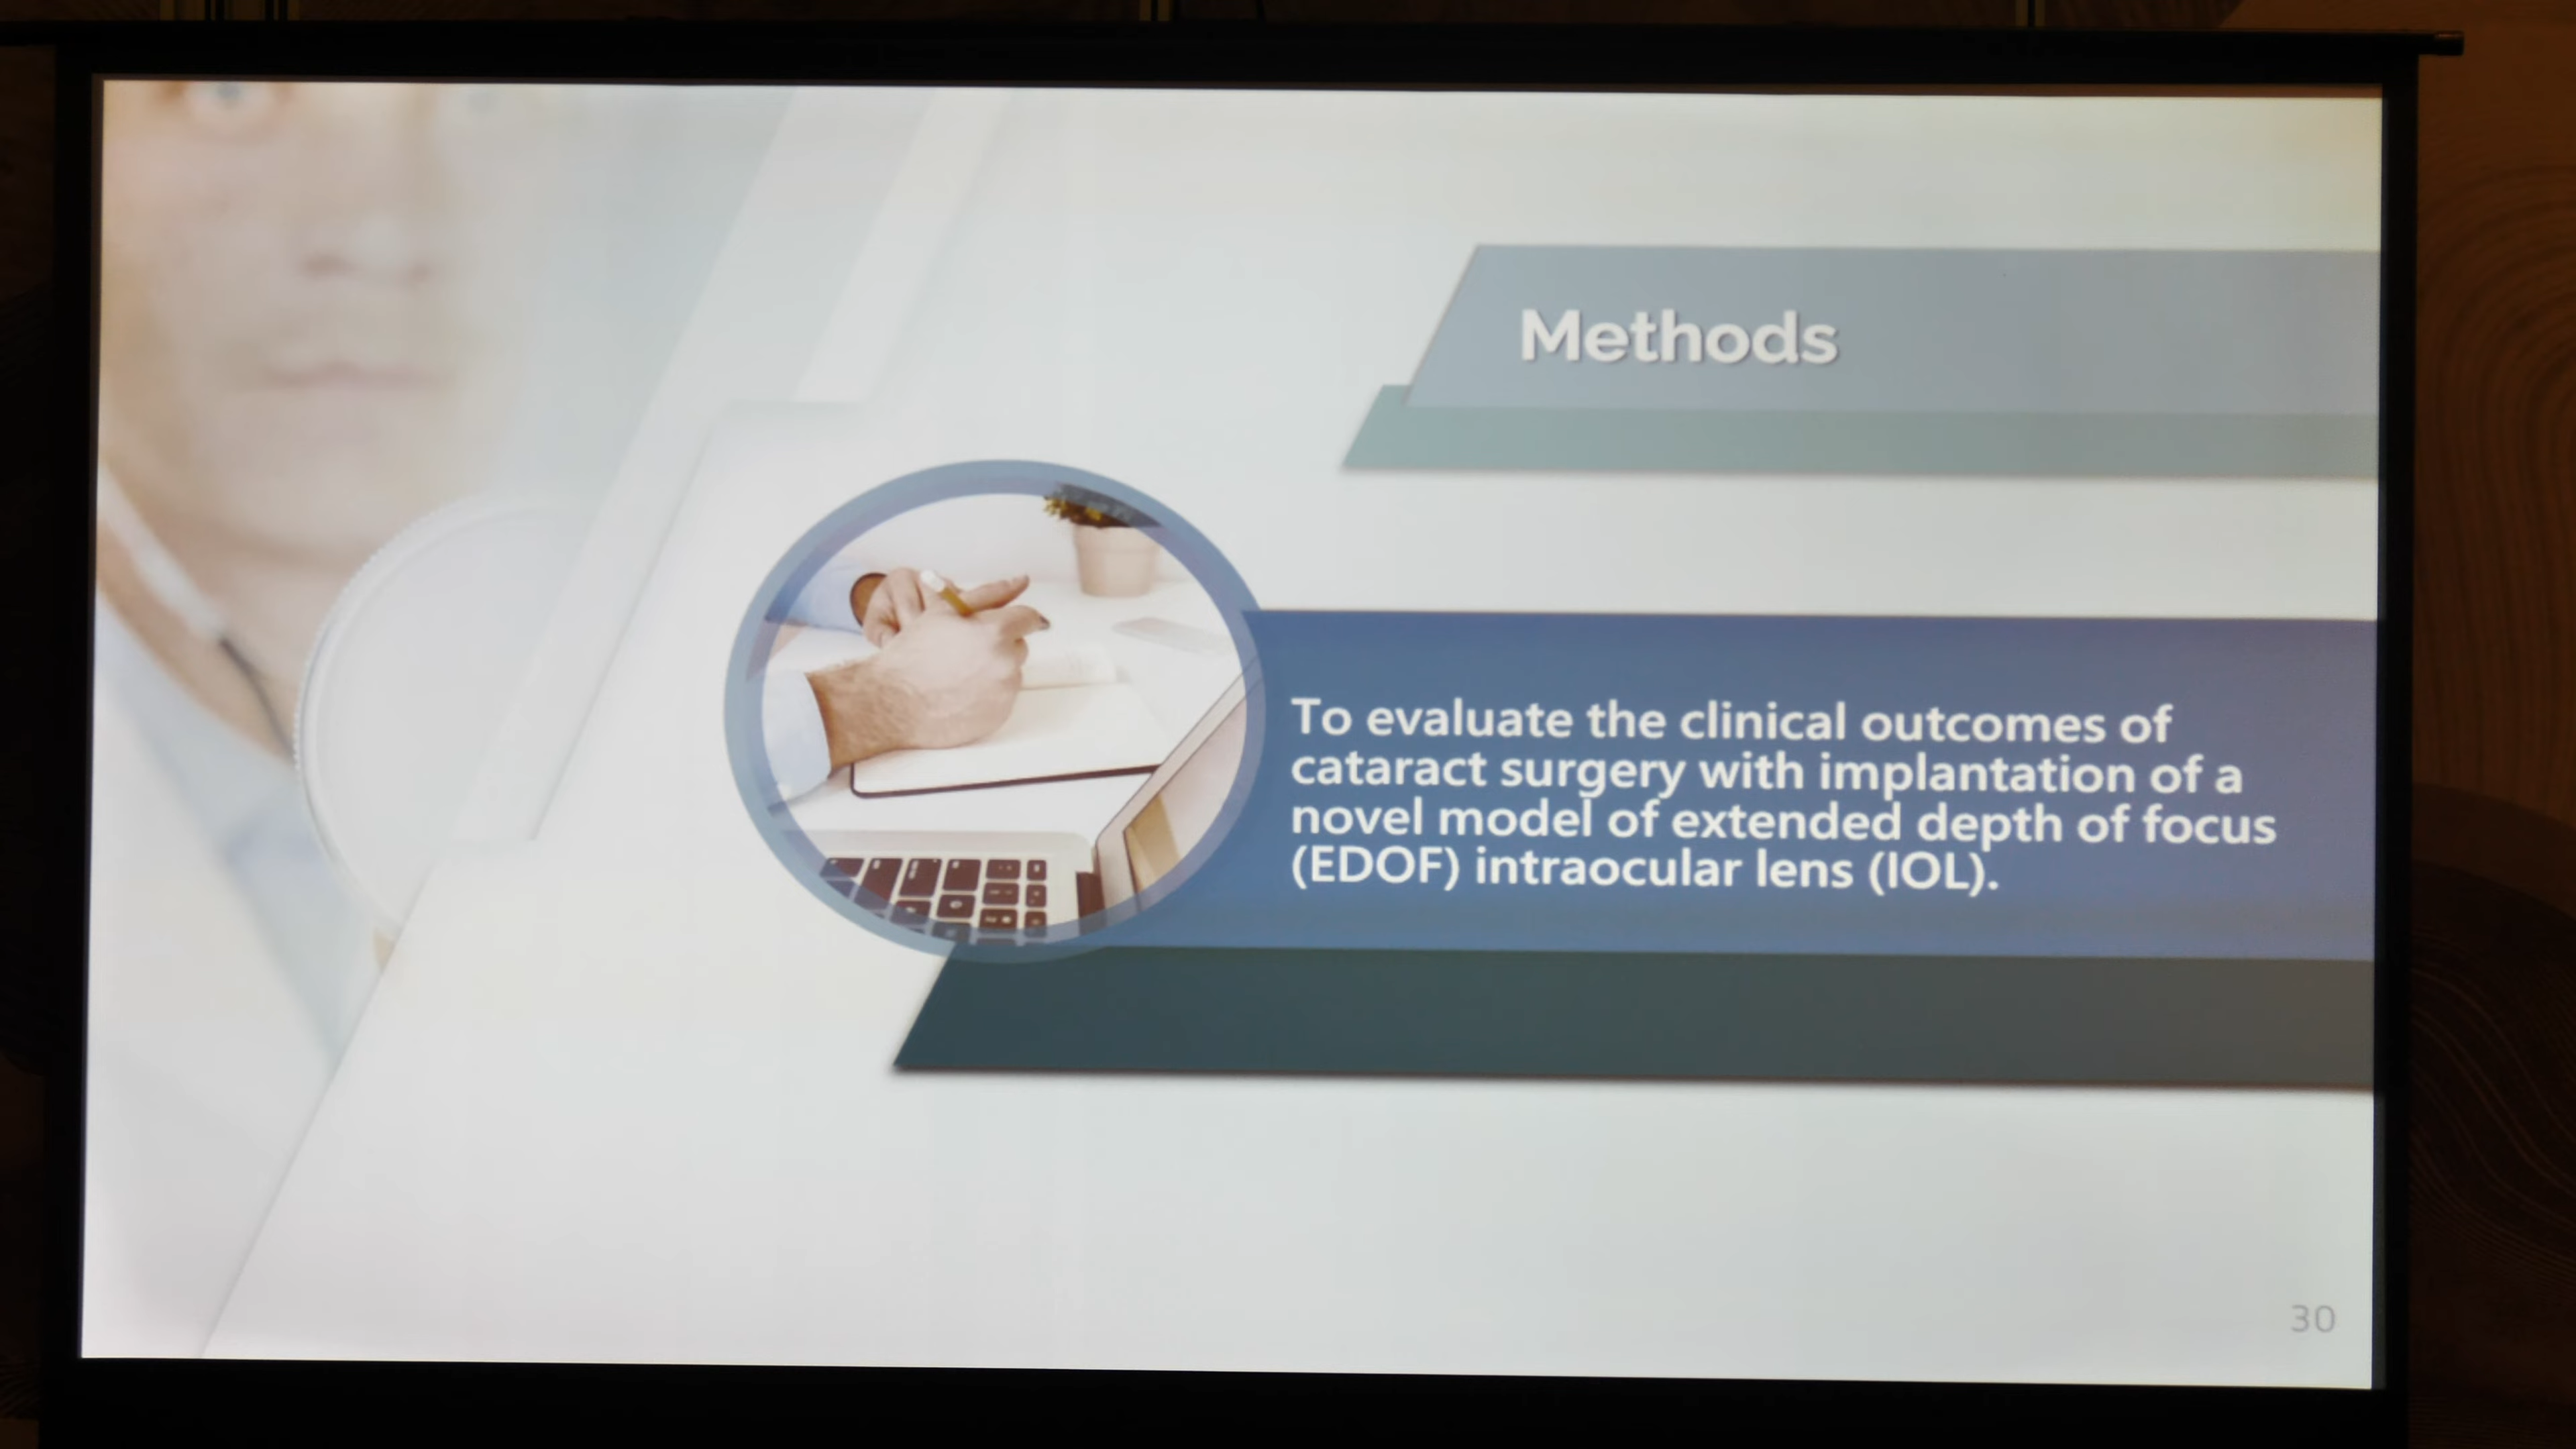 Methods
To evaluate the clinical outcomes of
cataract surgery with implantation of a
novel model of extended depth of focus
(EDOF) intraocular lens (IOL).
30